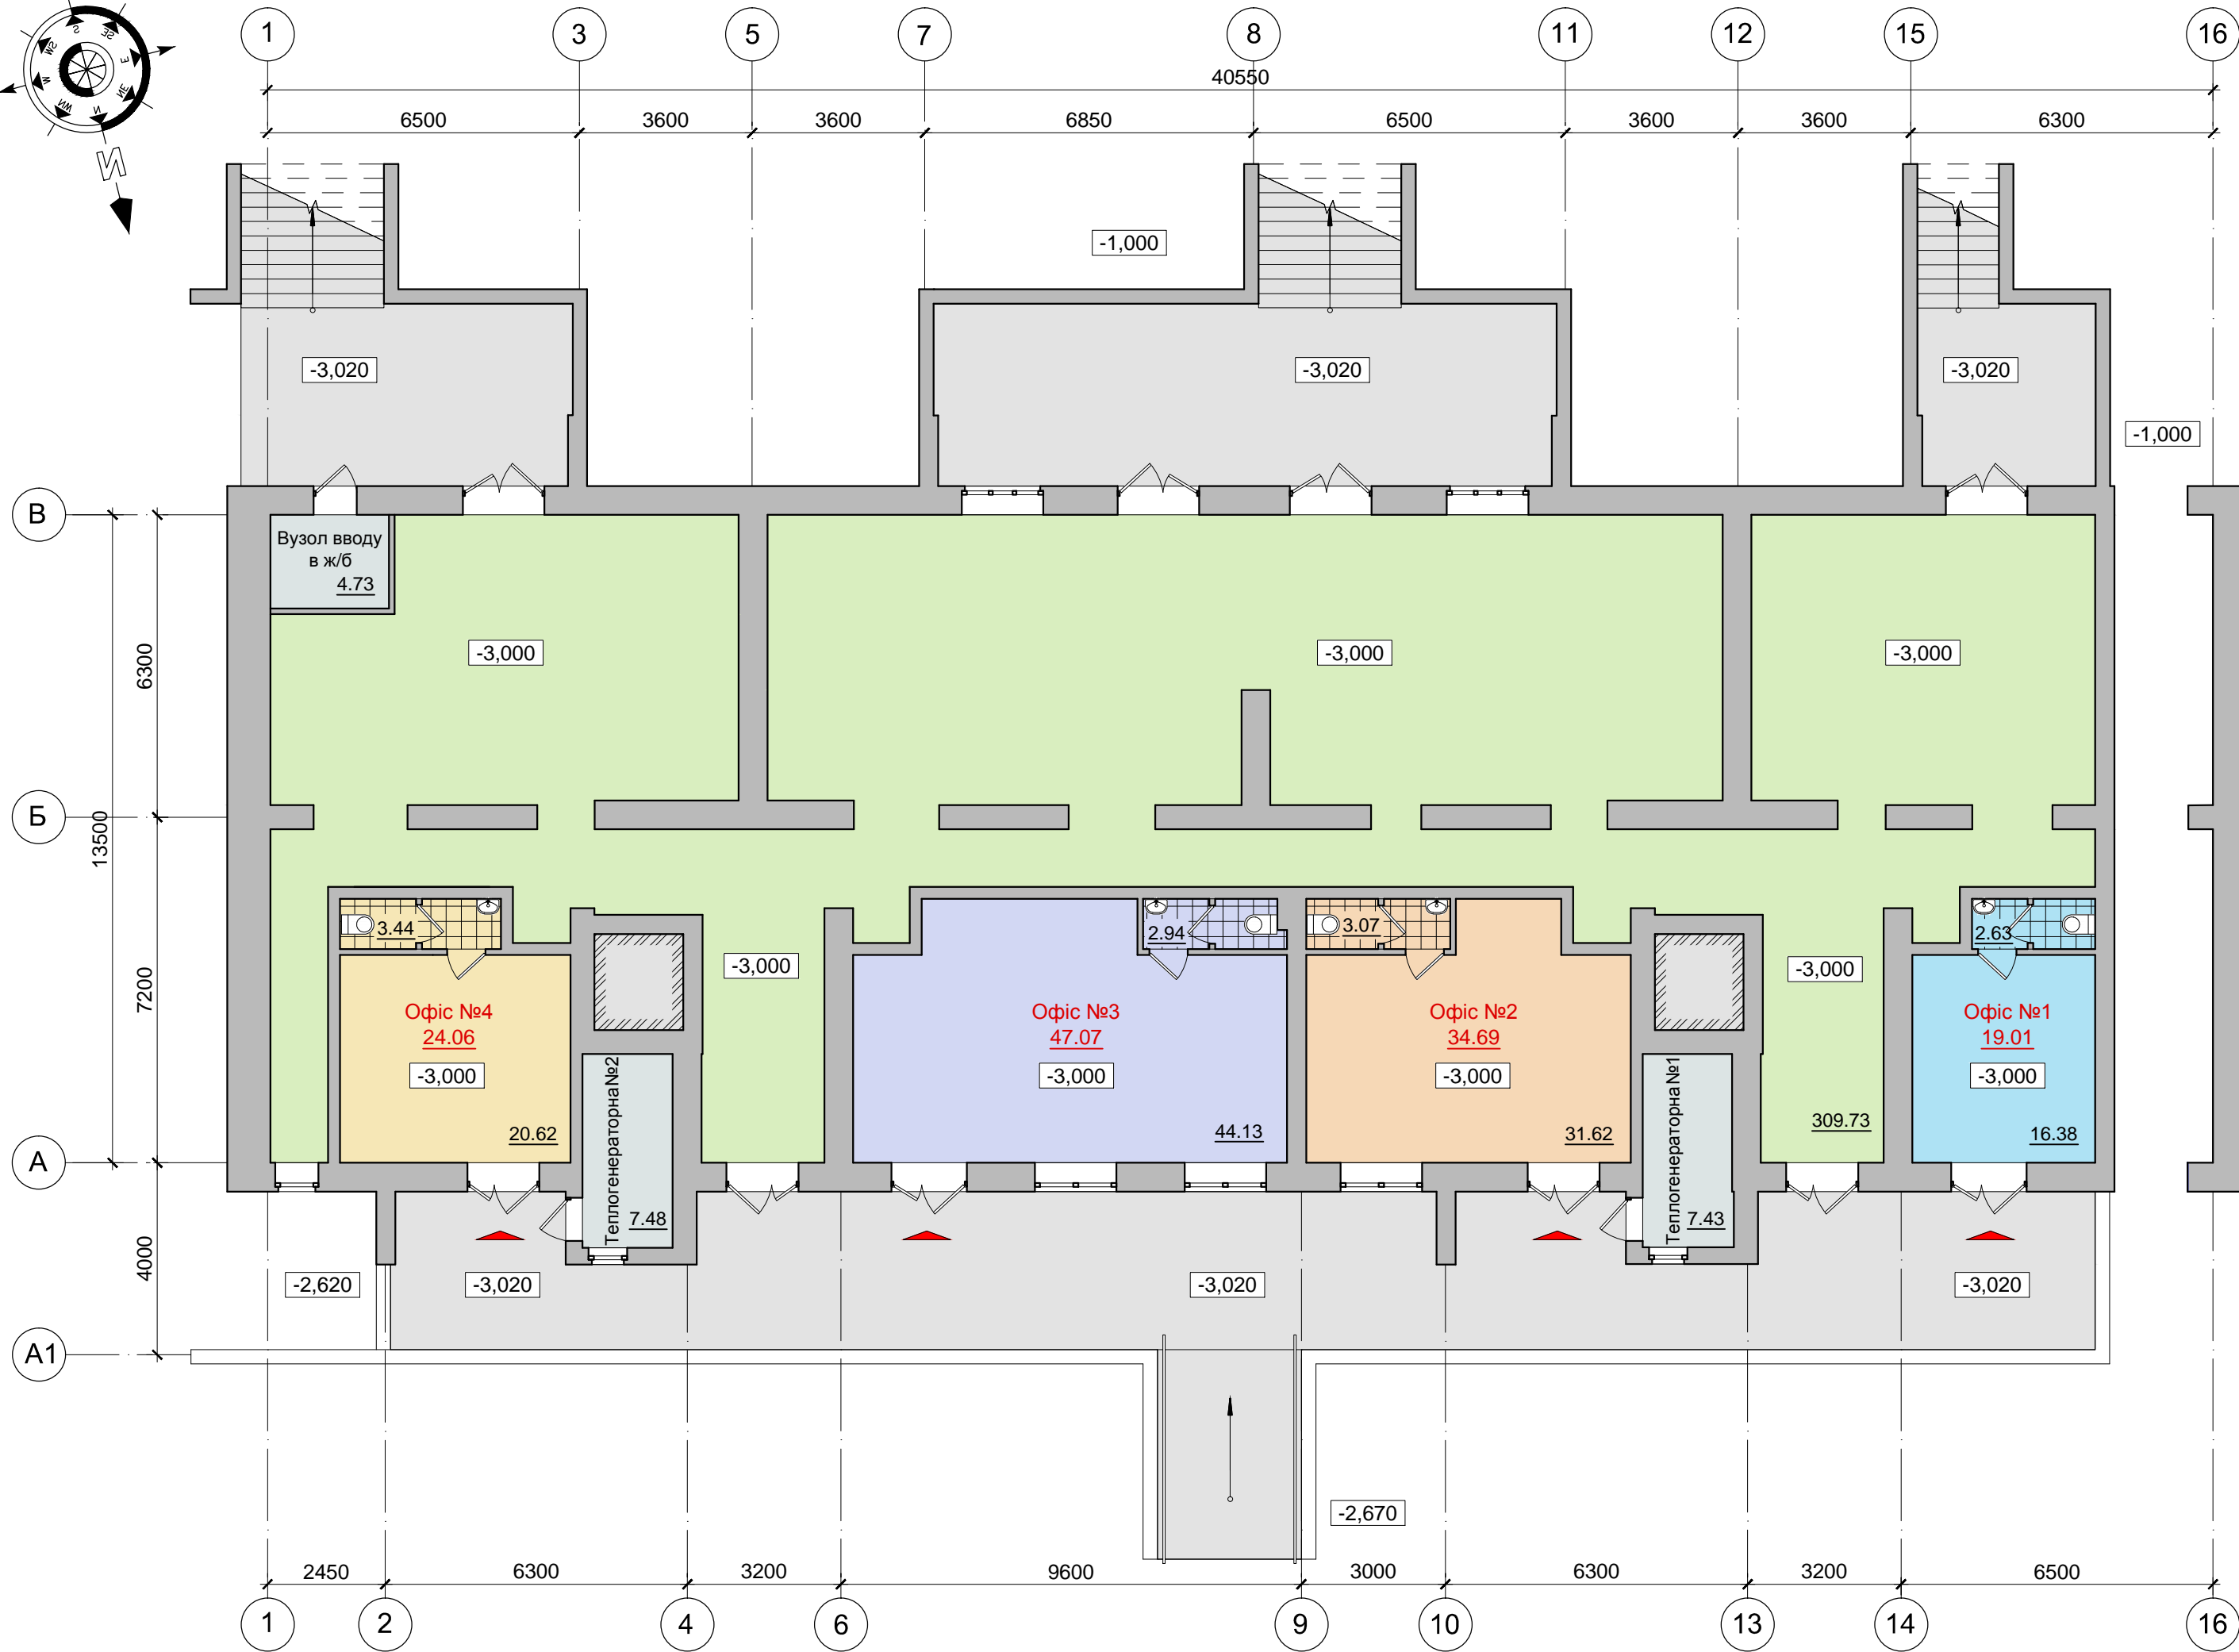 1 3 5 7 8 11 12 15 16
40550
6500 3600 3600 6850 6500 3600 3600 6300
S SE E NE N NW W SW
N
-1,000
-3,020 -3,020 -3,020
-1,000
В
Вузол вводу
в ж/б
4.73
-3,000 -3,000 -3,000
6300
Б
13500
3.44 2.94 3.07 2.63
-3,000 -3,000
7200
Офіс №4 Офіс №3 Офіс №2 Офіс №1
24.06 47.07 34.69 19.01
-3,000 -3,000 -3,000 -3,000
Теплогенераторна№2
Теплогенераторна№1
20.62 44.13 31.62 309.73 16.38
А
7.48 7.43
4000
-2,620 -3,020 -3,020 -3,020
А1
-2,670
2450 6300 3200 9600 3000 6300 3200 6500
1 2 4 6 9 10 13 14 16